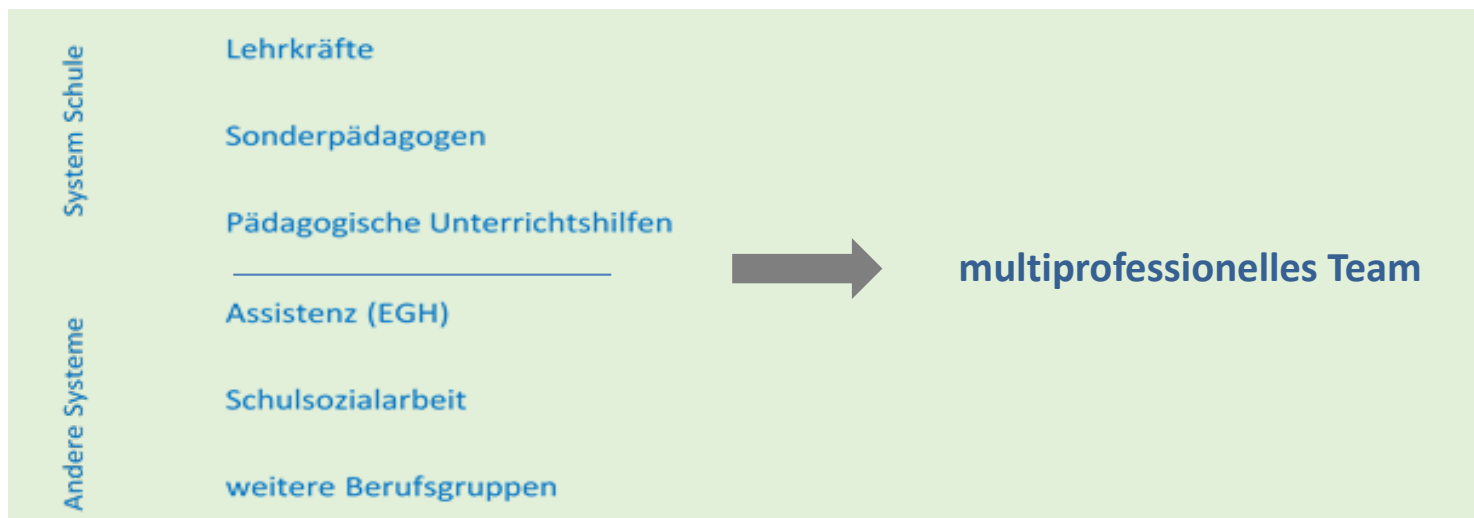 System Schule
Lehrkräfte
Sonderpädagogen
Pädagogische Unterrichtshilfen
Andere Systeme
Assistenz (EGH)
Schulsozialarbeit
weitere Berufsgruppen
multiprofessionelles Team